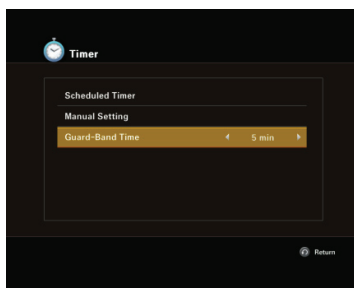 Timer
Scheduled Timer
Manual Setting
Guard-Band Time 5 min
Return